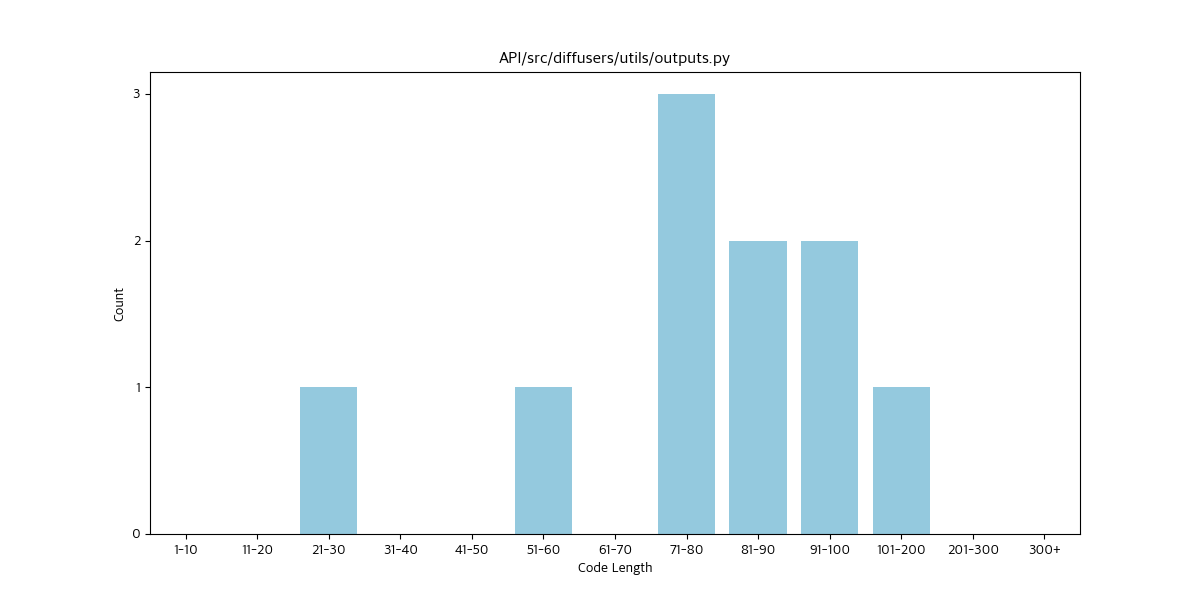 API/src/diffusers/utils/outputs.py
3
2
1
0
Count
1-10 11-20 21-30 31-40 41-50 51-60 61-70 71-80 81-90 91-100 101-200 201-300 300+
Code Length